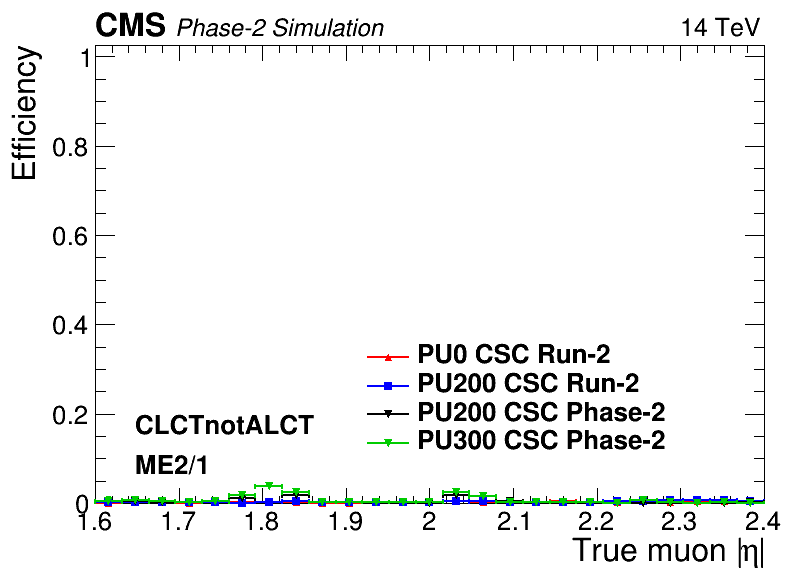 CMS Phase-2 Simulation 14 TeV
Efficiency
1
0.8
0.6
0.4
0.2
0
PU0 CSC Run-2
PU200 CSC Run-2
PU200 CSC Phase-2
PU300 CSC Phase-2
CLCTnotALCT
ME2/1
1.6 1.7 1.8 1.9 2 2.1 2.2 2.3 2.4
True muon |η|